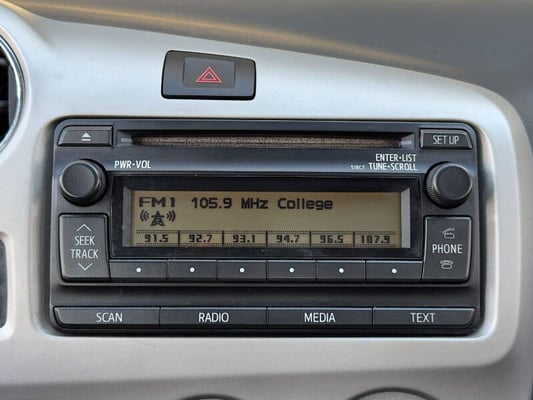 SET UP
PWR•VOL
ENTER•LIST
518C7 TUNE•SCROLL
FM1 105.9 MHz College
91.5 92.7 93.1 94.7 96.5 107.9
SEEK
TRACK
PHONE
SCAN RADIO MEDIA TEXT